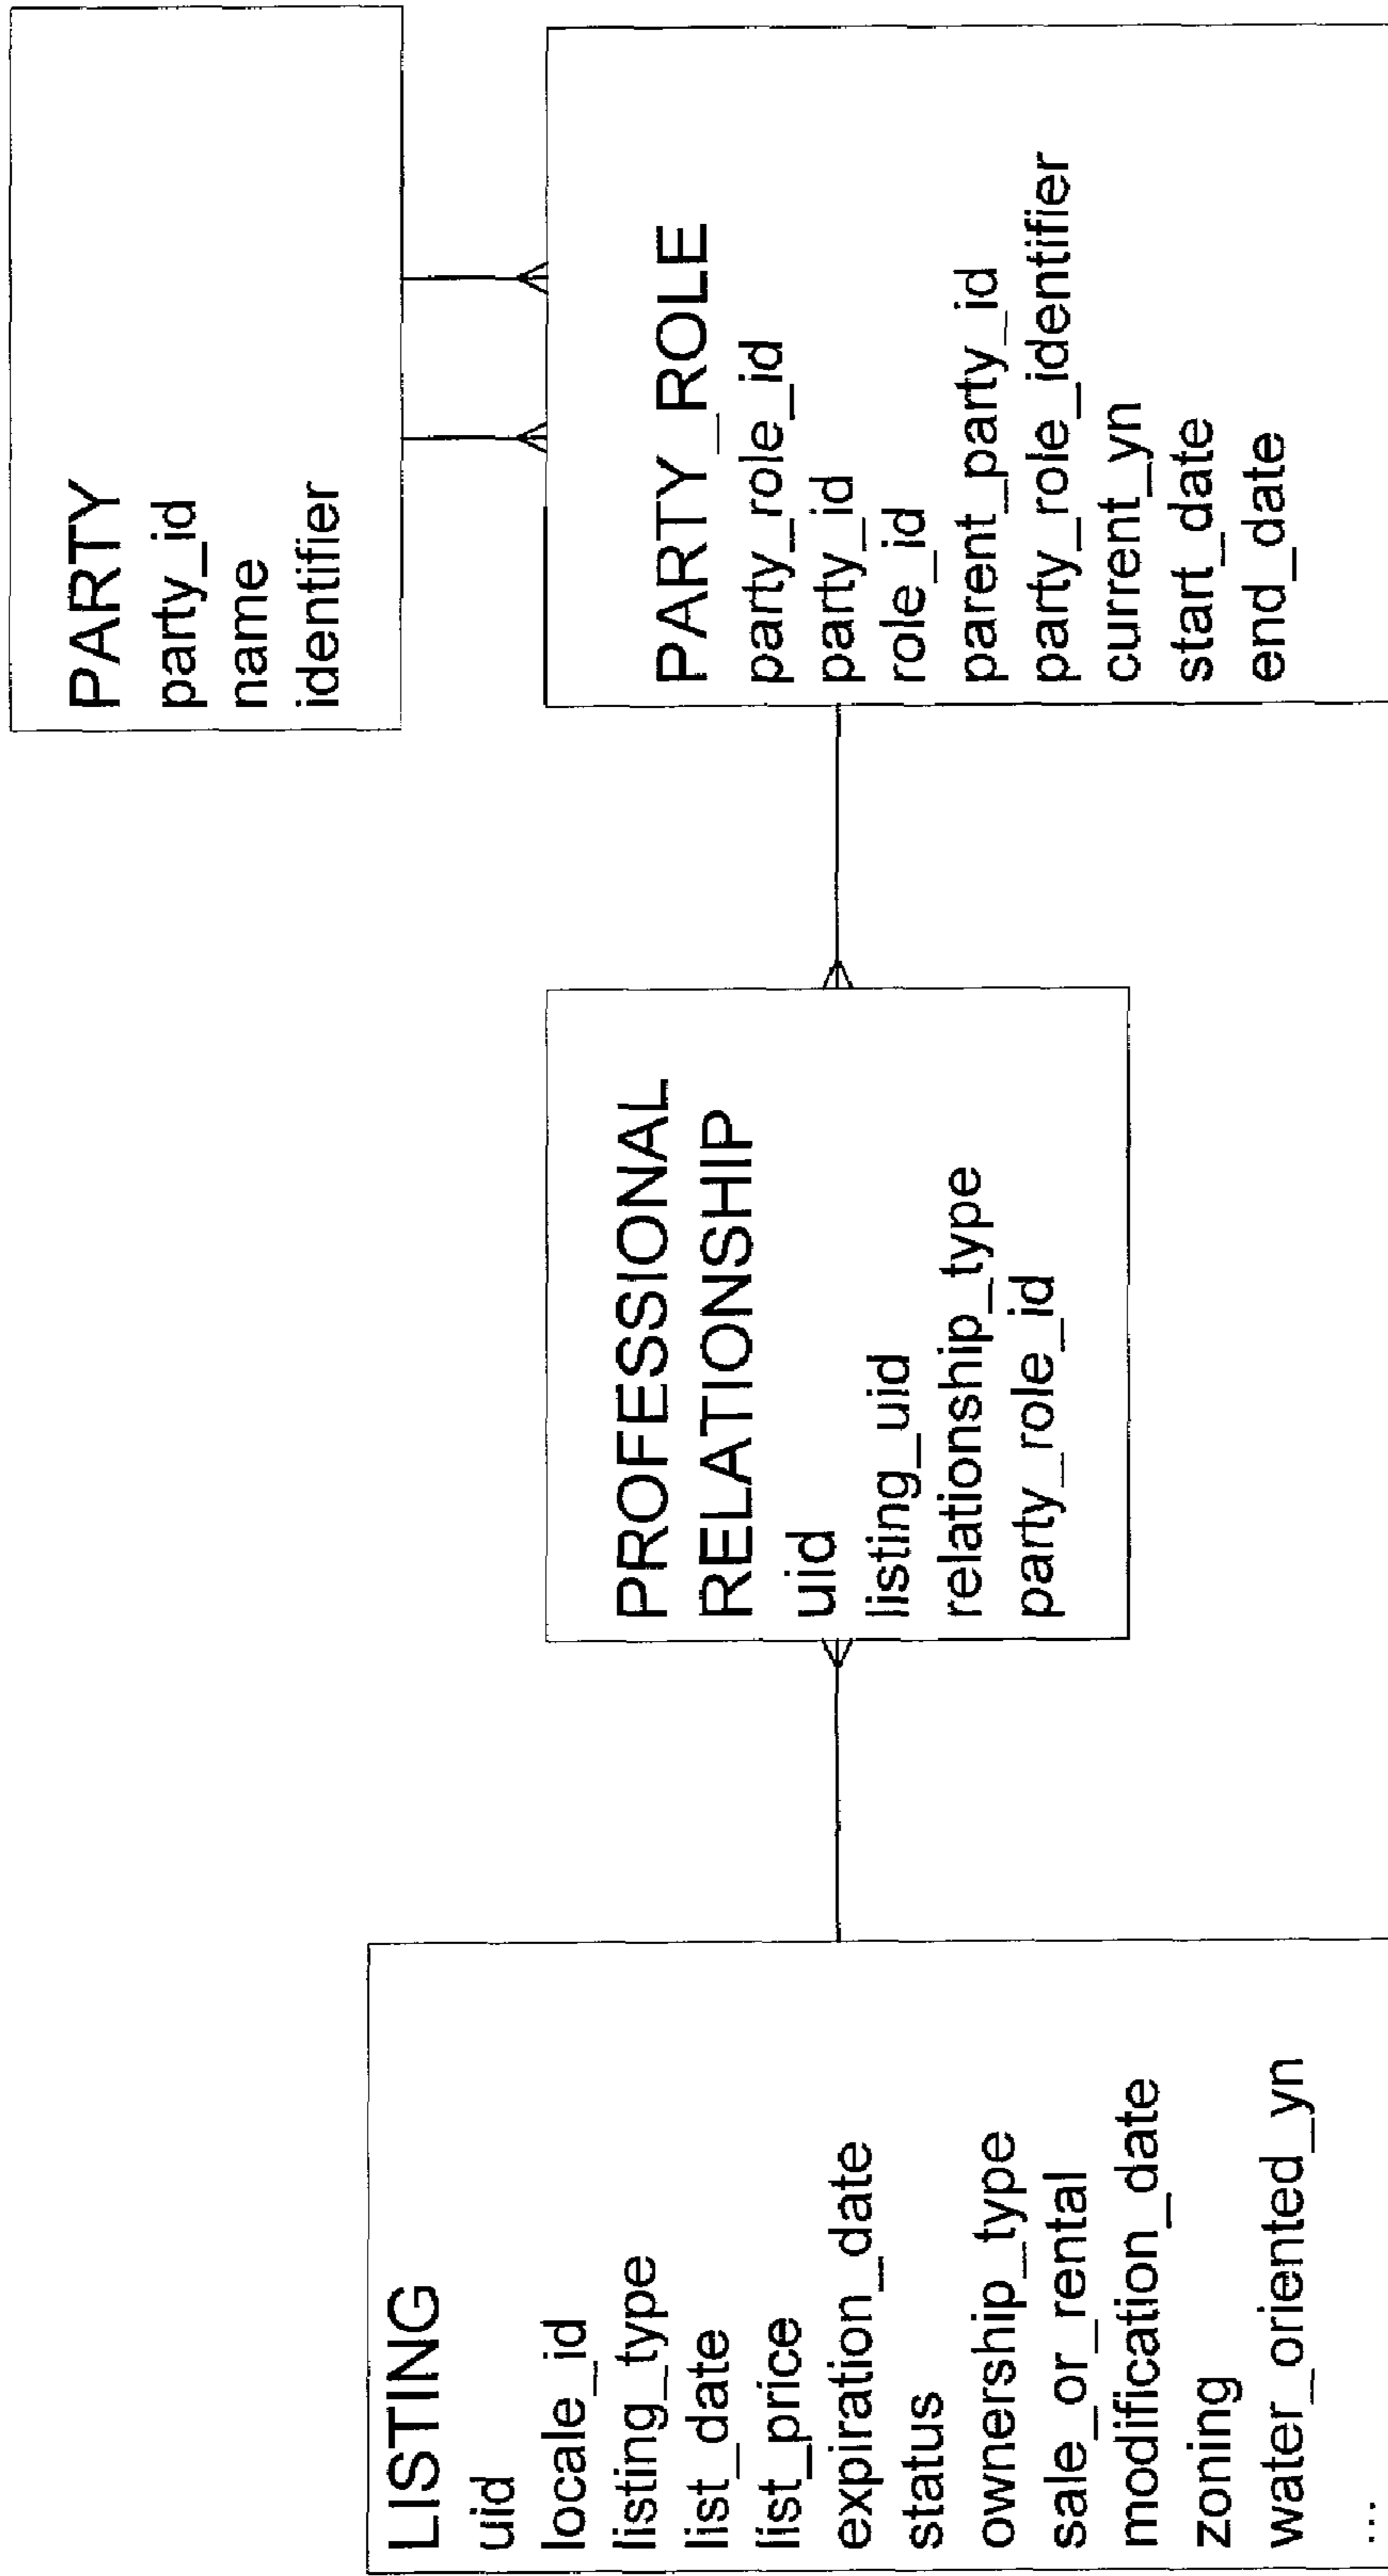 LISTING
uid
locale_id
listing_type
list_date
list_price
expiration_date
status
ownership_type
sale_or_rental
modification_date
zoning
water_oriented_yn
...
PROFESSIONAL
RELATIONSHIP
uid
listing_uid
relationship_type
party_role_id
PARTY
party_id
name
identifier
PARTY_ROLE
party_role_id
party_id
role_id
parent_party_id
party_role_identifier
current_yn
start_date
end_date